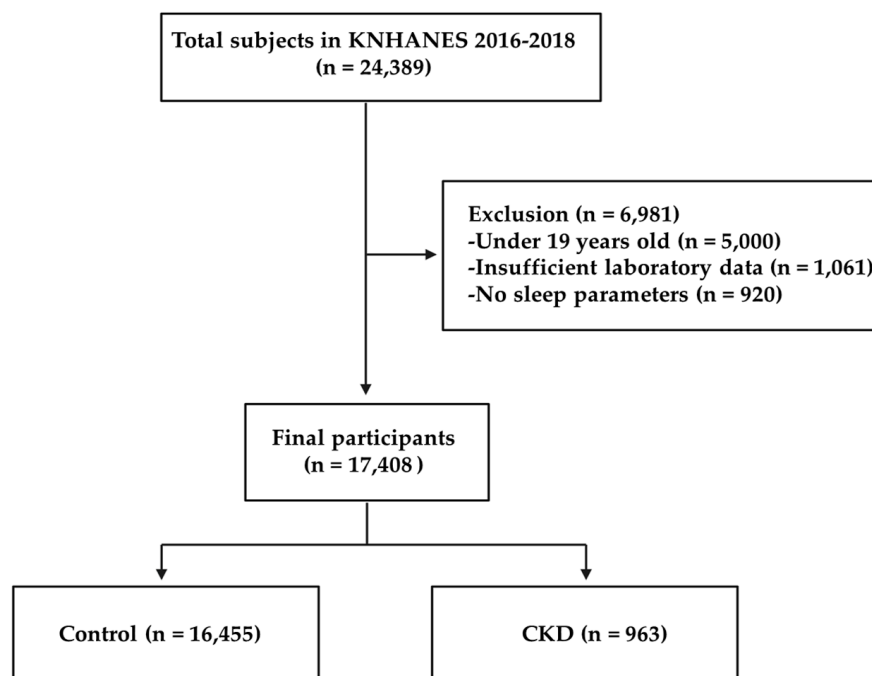 Total subjects in KNHANES 2016-2018
(n = 24,389)
Exclusion (n = 6,981)
-Under 19 years old (n = 5,000)
-Insufficient laboratory data (n = 1,061)
-No sleep parameters (n = 920)
Final participants
(n = 17,408 )
Control (n = 16,455)
CKD (n = 963)